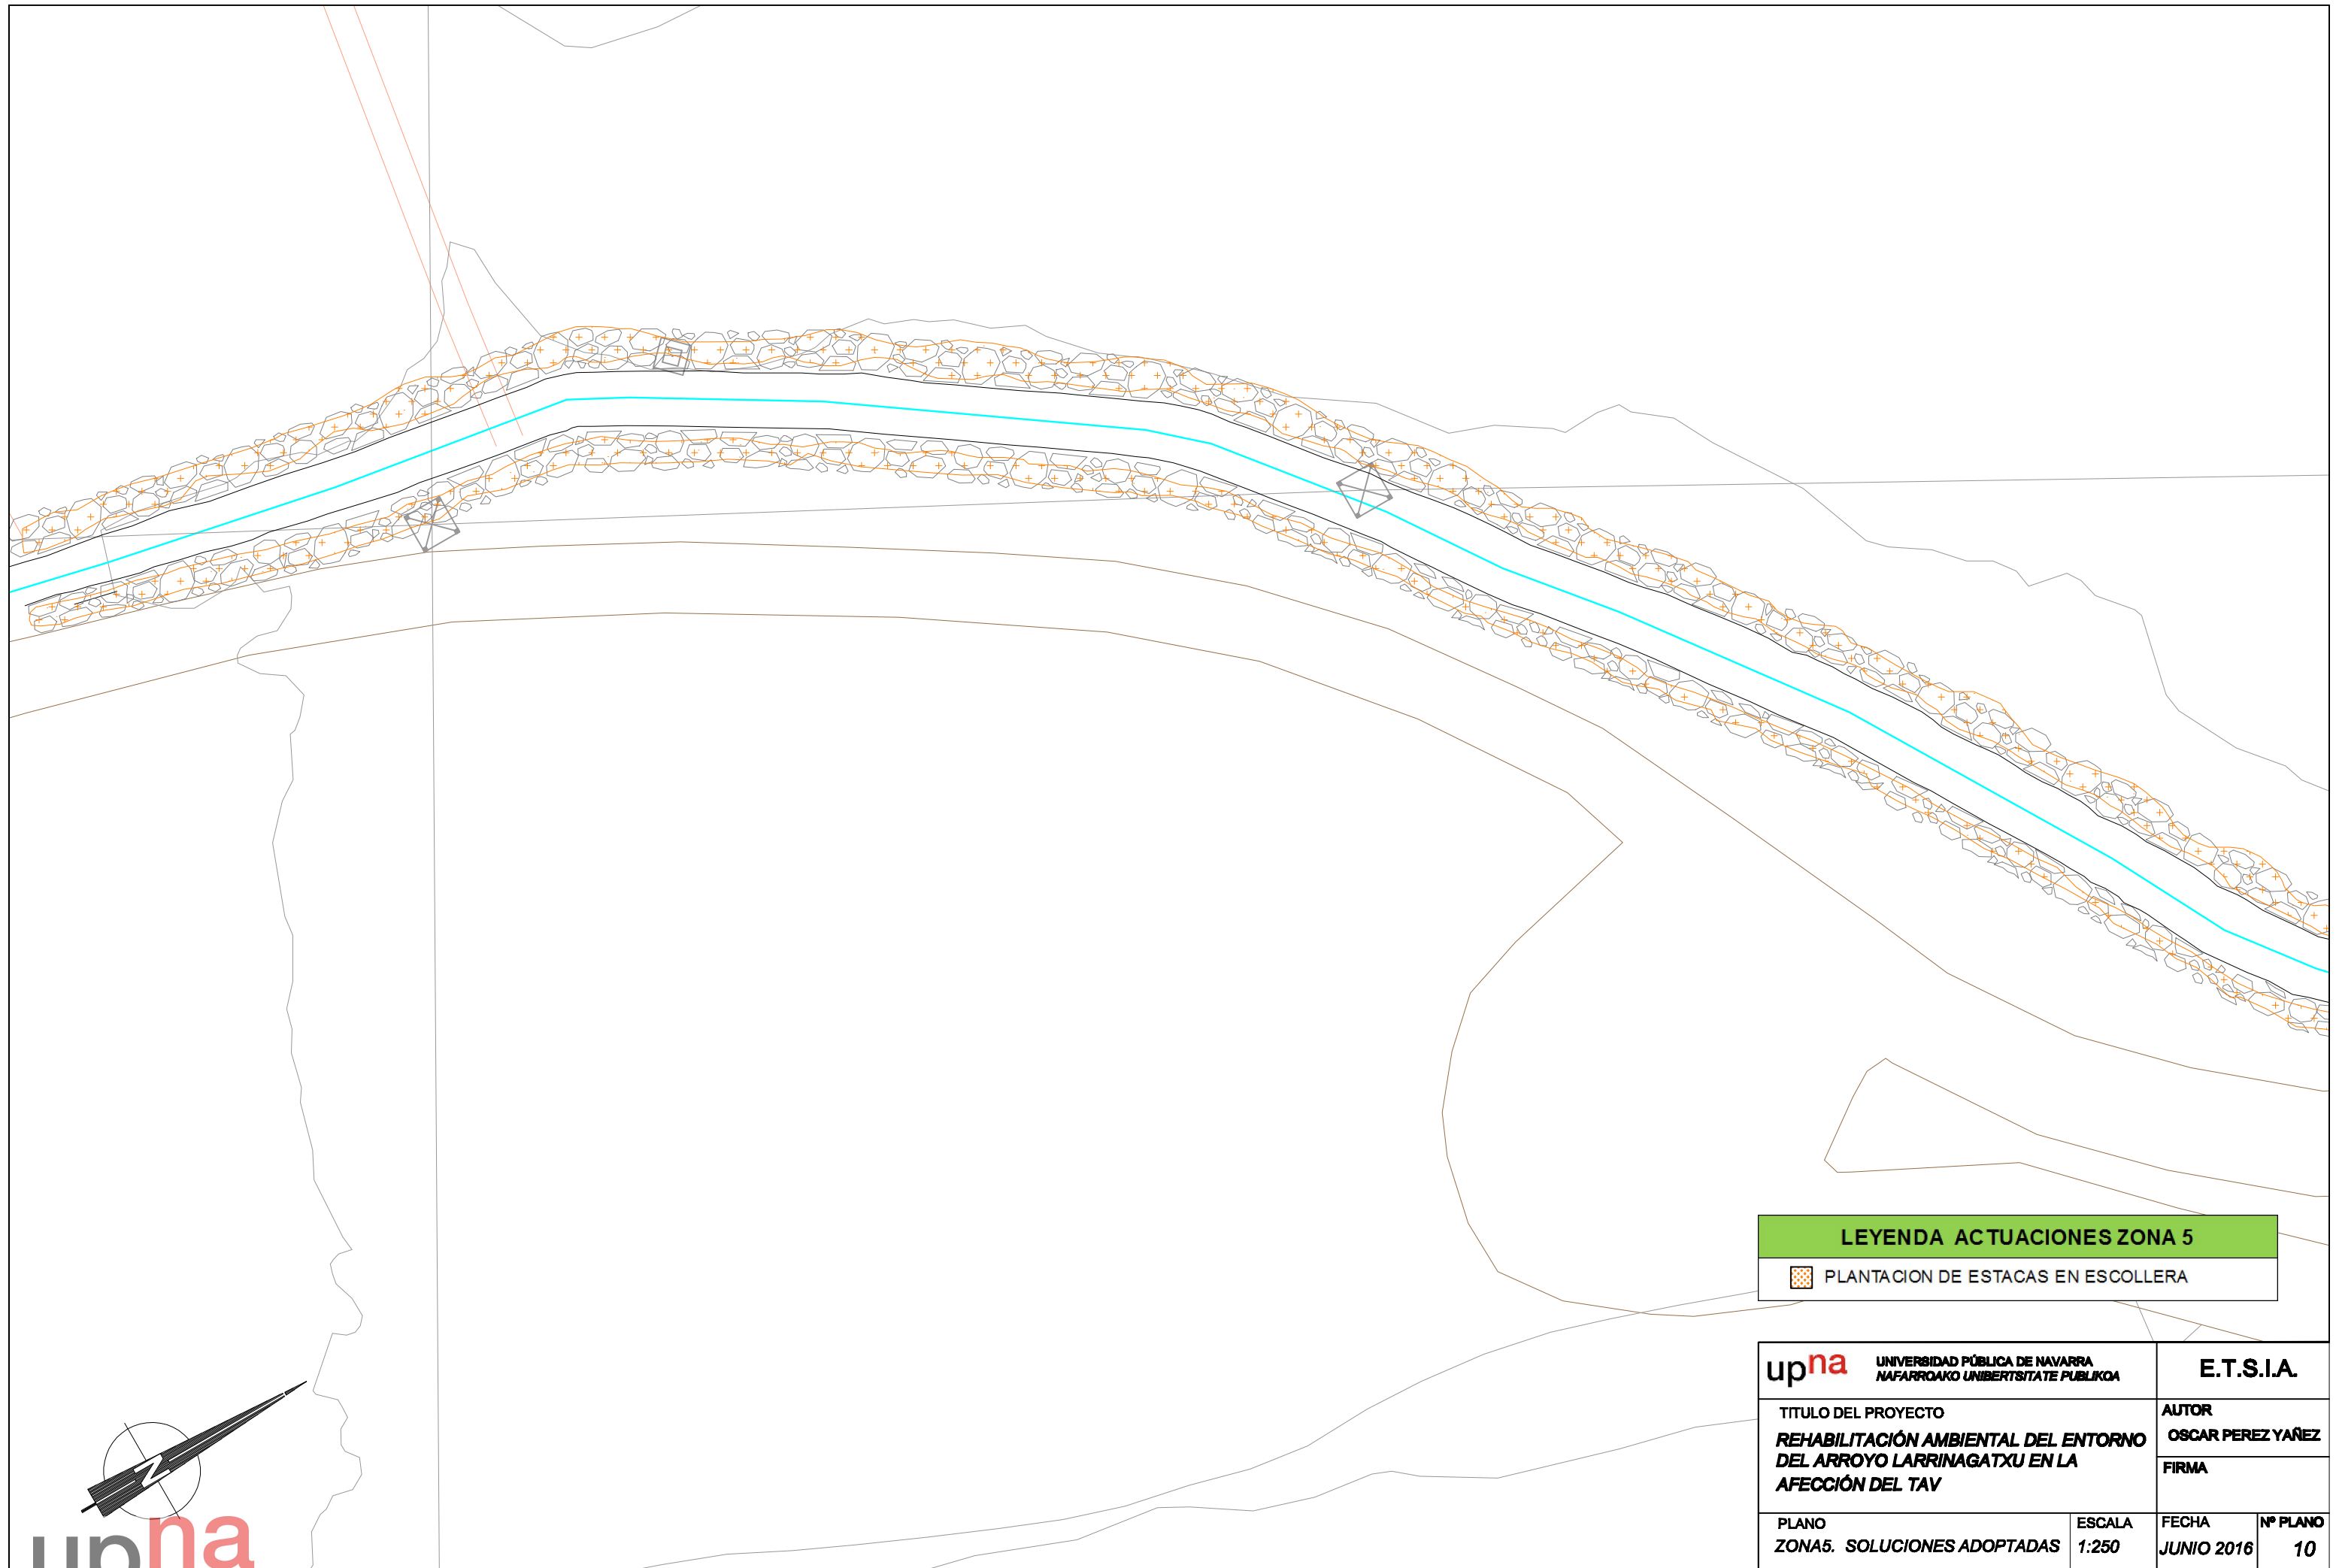 LEYENDA ACTUACIONES ZONA 5
PLANTACION DE ESTACAS EN ESCOLLERA
upna
UNIVERSIDAD PÚBLICA DE NAVARRA
NAFARROAKO UNIBERTSITATE PUBLIKOA
E.T.S.I.A.
TITULO DEL PROYECTO
REHABILITACIÓN AMBIENTAL DEL ENTORNO
DEL ARROYO LARRINAGATXU EN LA
AFECCIÓN DEL TAV
AUTOR
OSCAR PEREZ YAÑEZ
FIRMA
PLANO
ZONA5. SOLUCIONES ADOPTADAS
ESCALA
1:250
FECHA
JUNIO 2016
Nº PLANO
10
N
upna